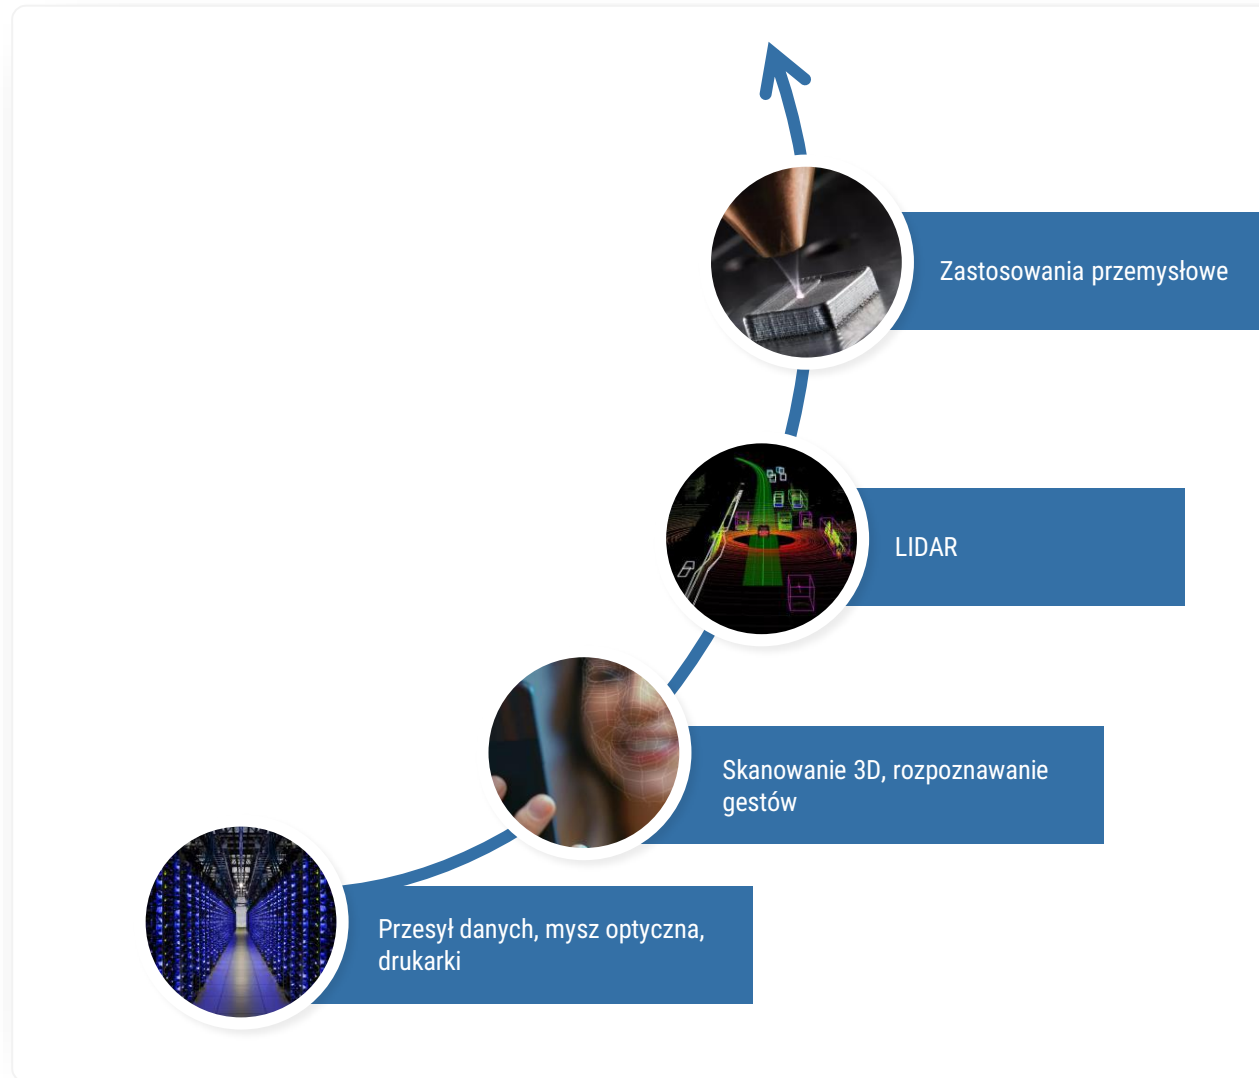 Zastosowania przemysłowe
LIDAR
Skanowanie 3D, rozpoznawanie
gestów
Przesył danych, mysz optyczna,
drukarki